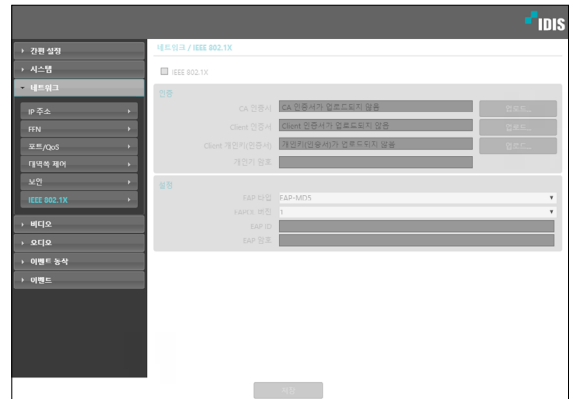 IDIS
간편 설정
시스템
네트워크
IP 주소
FEN
포트/QoS
대역폭 제어
보안
IEEE 802.1X
비디오
오디오
이벤트 동작
이벤트
네트워크 / IEEE 802.1X
IEEE 802.1X
인증
CA 인증서 CA 인증서가 업로드되지 않음 업로드...
Client 인증서 Client 인증서가 업로드되지 않음 업로드...
Client 개인키(인증서) 개인키(인증서)가 업로드되지 않음 업로드...
개인키 암호
설정
EAP 타입 EAP-MD5
EAPOL 버전 1
EAP ID
EAP 암호
저장